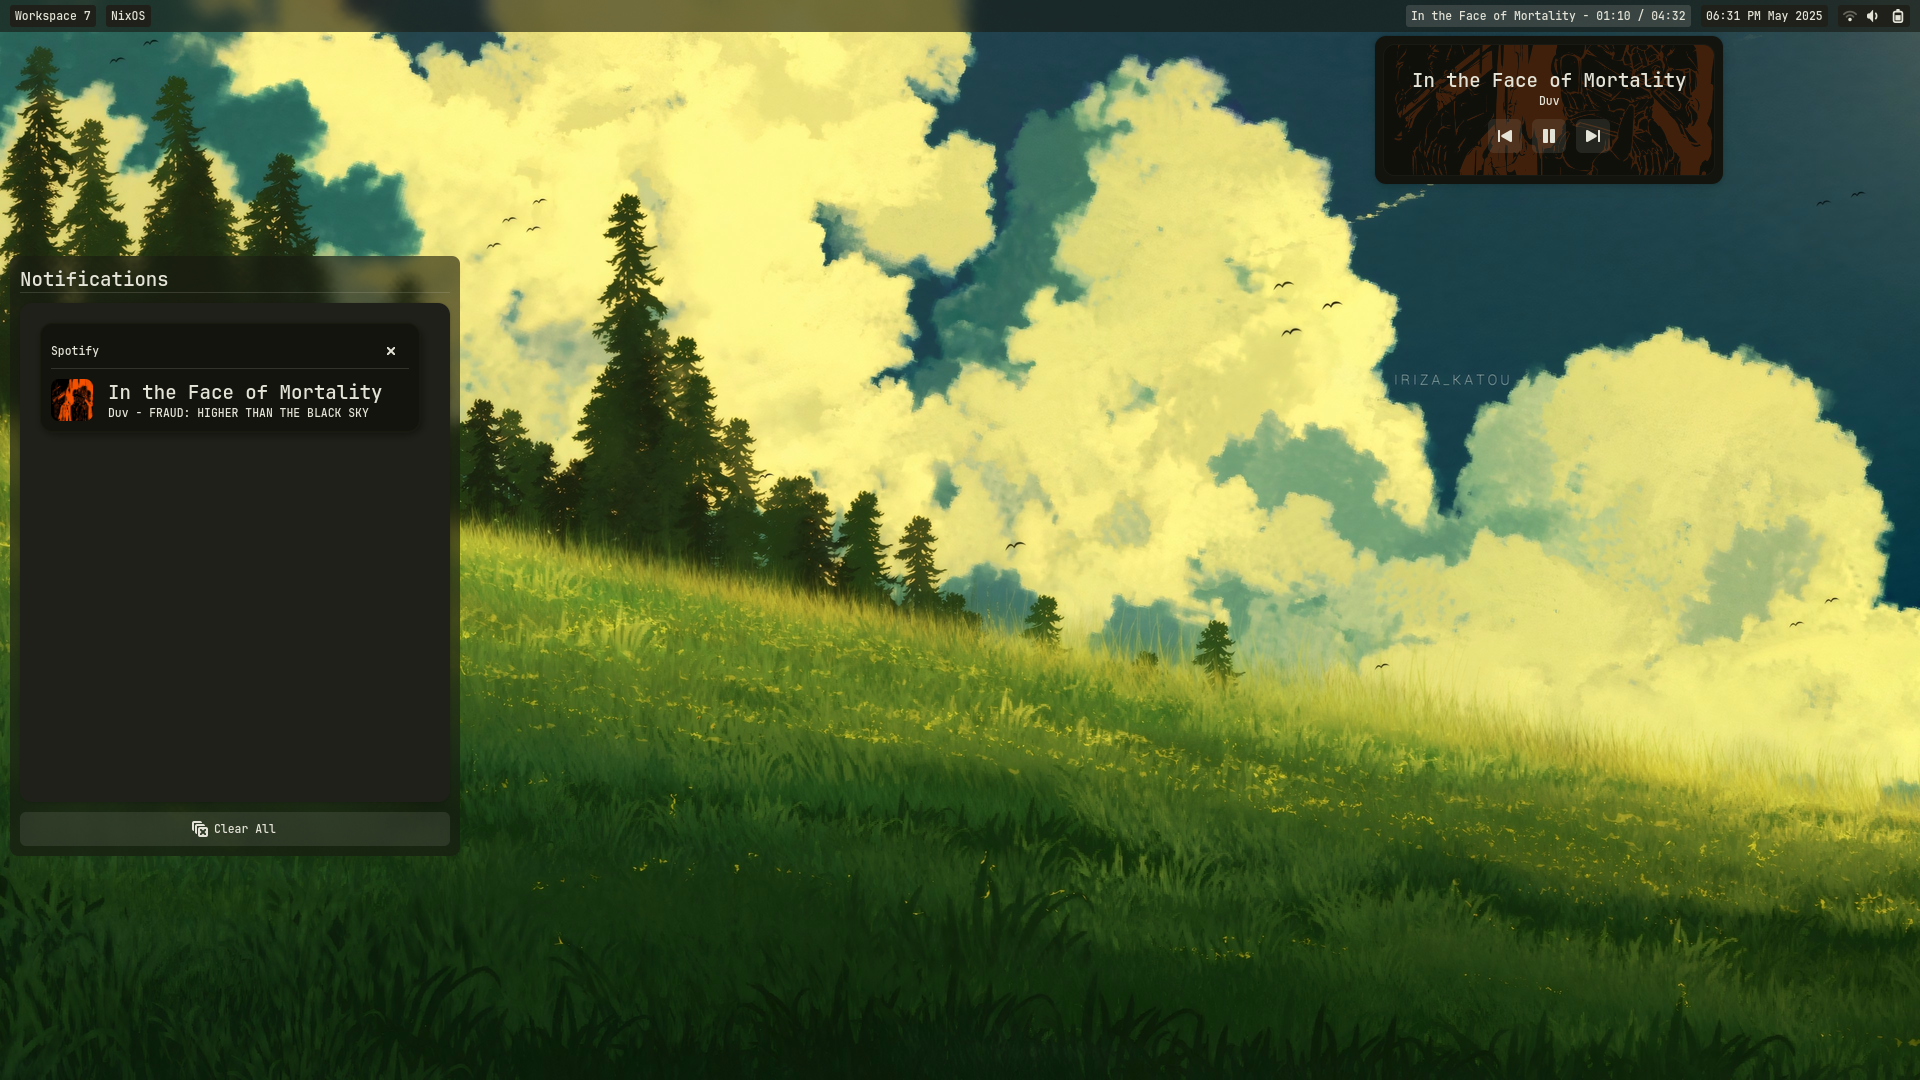 Workspace 7
NixOS
In the Face of Mortality - 01:10 / 04:32
06:31 PM May 2025
In the Face of Mortality
Duv
Notifications
Spotify
In the Face of Mortality
Duv - FRAUD: HIGHER THAN THE BLACK SKY
IRIZA_KATOU
Clear All